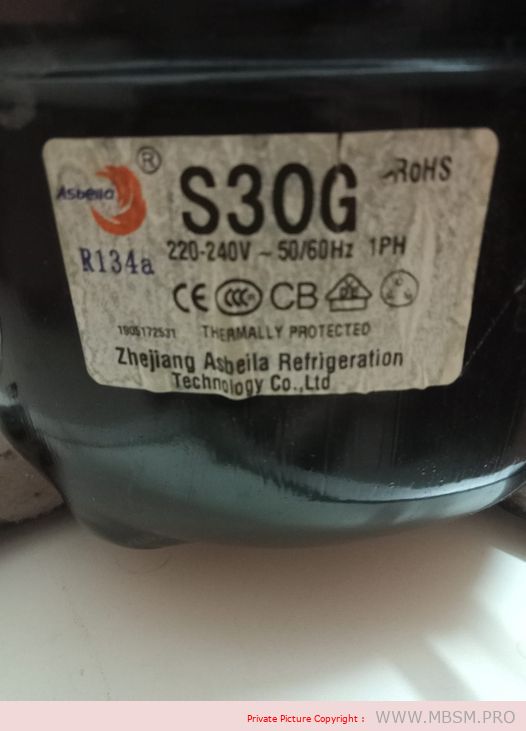 Asbeila ®
S30G
RoHS
R134a
220-240V ~ 50/60Hz 1PH
CE CCC CB
THERMALLY PROTECTED
Zhejiang Asbeila Refrigeration
Technology Co.,Ltd
Private Picture Copyright : WWW.MBSM.PRO